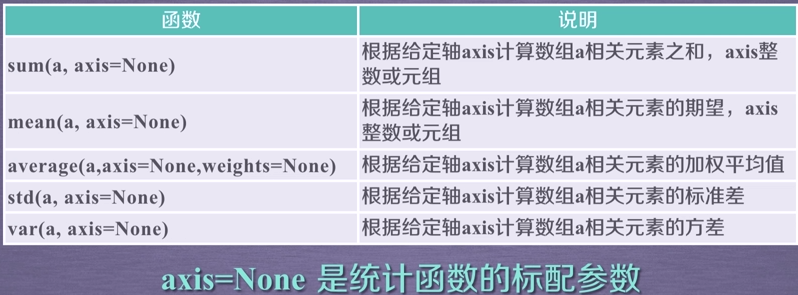 函数 说明
sum(a, axis=None) 根据给定轴axis计算数组a相关元素之和，axis整
数或元组
mean(a, axis=None) 根据给定轴axis计算数组a相关元素的期望，axis
整数或元组
average(a,axis=None,weights=None) 根据给定轴axis计算数组a相关元素的加权平均值
std(a, axis=None) 根据给定轴axis计算数组a相关元素的标准差
var(a, axis=None) 根据给定轴axis计算数组a相关元素的方差
axis=None 是统计函数的标配参数